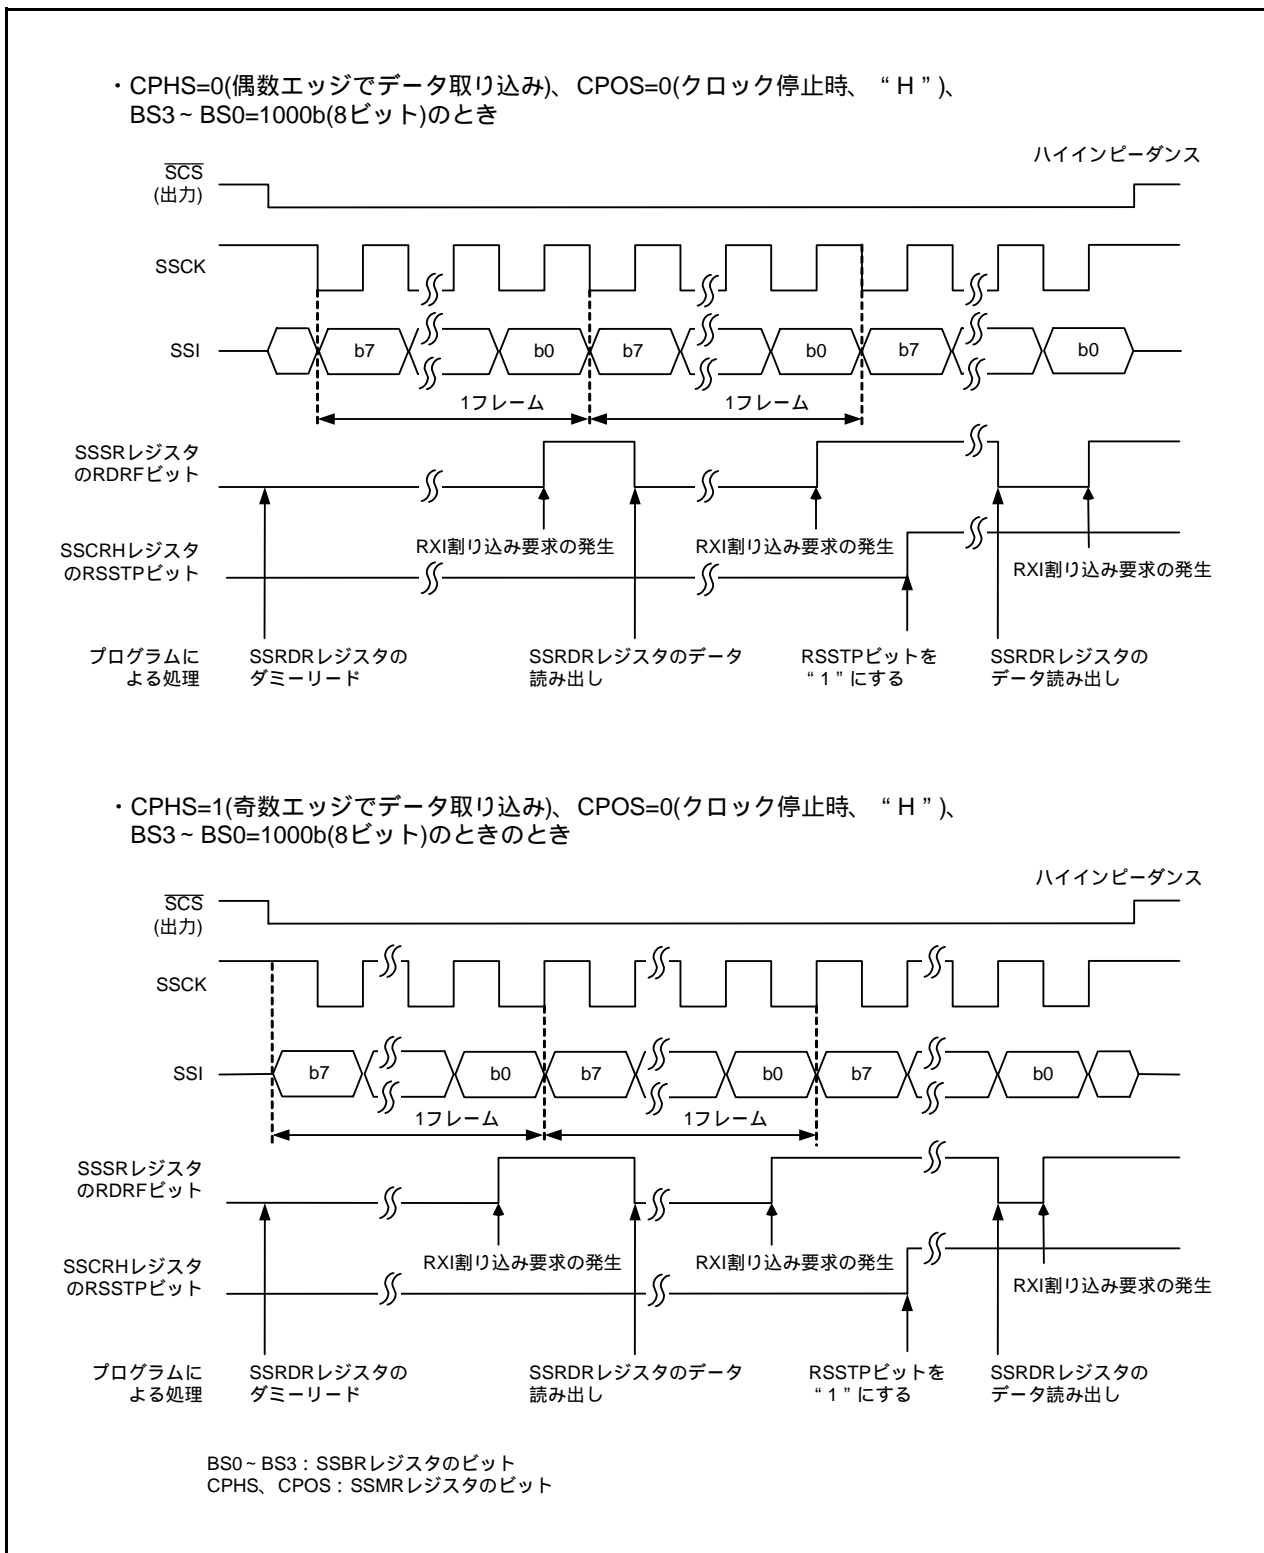 ・CPHS=0(偶数エッジでデータ取り込み)、CPOS=0(クロック停止時、“H”)、
BS3～BS0=1000b(8ビット)のとき
ハイインピーダンス
SCS
(出力)
SSCK
SSI
b7
b0
b7
b0
b7
b0
1フレーム
1フレーム
SSSRレジスタ
のRDRFビット
RXI割り込み要求の発生
RXI割り込み要求の発生
RXI割り込み要求の発生
SSCRHレジスタ
のRSSTPビット
プログラムに
よる処理
SSRDRレジスタの
ダミーリード
SSRDRレジスタのデータ
読み出し
RSSTPビットを
“1”にする
SSRDRレジスタの
データ読み出し
・CPHS=1(奇数エッジでデータ取り込み)、CPOS=0(クロック停止時、“H”)、
BS3～BS0=1000b(8ビット)のときのとき
ハイインピーダンス
SCS
(出力)
SSCK
SSI
b7
b0
b7
b0
b7
b0
1フレーム
1フレーム
SSSRレジスタ
のRDRFビット
RXI割り込み要求の発生
RXI割り込み要求の発生
RXI割り込み要求の発生
SSCRHレジスタ
のRSSTPビット
プログラムに
よる処理
SSRDRレジスタの
ダミーリード
SSRDRレジスタのデータ
読み出し
RSSTPビットを
“1”にする
SSRDRレジスタの
データ読み出し
BS0～BS3：SSBRレジスタのビット
CPHS、CPOS：SSMRレジスタのビット